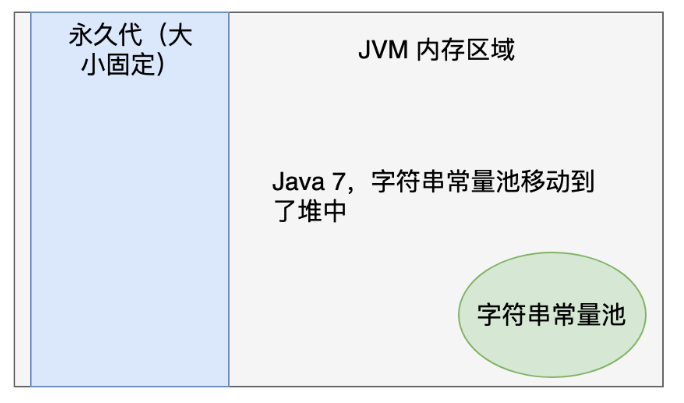 永久代（大
小固定）
JVM 内存区域
Java 7，字符串常量池移动到
了堆中
字符串常量池